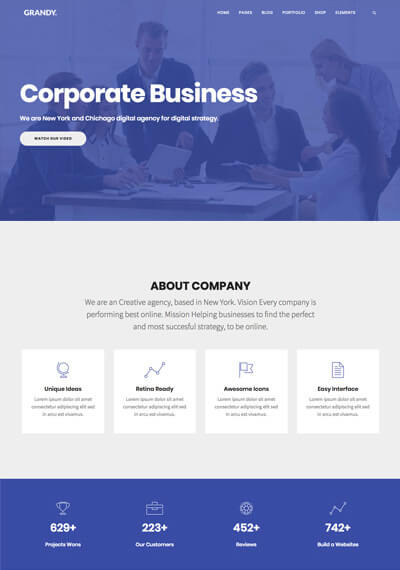 GRANDY.
HOME PAGES BLOG PORTFOLIO SHOP ELEMENTS
Corporate Business
We are New York and Chichago digital agency for digital strategy.
WATCH OUR VIDEO
ABOUT COMPANY
We are an Creative agency, based in New York. Vision Every company is
performing best online. Mission Helping businesses to find the perfect
and most succesful strategy, to be online.
Unique Ideas
Lorem ipsum dolor sit amet
consectetur adipiscing elit sed
in arcu est vivamus.
Retina Ready
Lorem ipsum dolor sit amet
consectetur adipiscing elit sed
in arcu est vivamus.
Awesome Icons
Lorem ipsum dolor sit amet
consectetur adipiscing elit sed
in arcu est vivamus.
Easy Interface
Lorem ipsum dolor sit amet
consectetur adipiscing elit sed
in arcu est vivamus.
629+
Projects Wons
223+
Our Customers
452+
Reviews
742+
Build a Websites